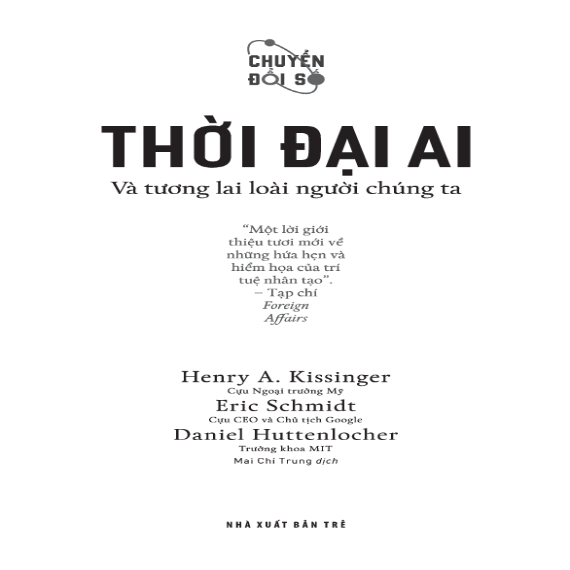 CHUYỂN
ĐỔI SỐ
THỜI ĐẠI AI
Và tương lai loài người chúng ta
“Một lời giới
thiệu tươi mới về
những hứa hẹn và
hiểm họa của trí
tuệ nhân tạo”.
– Tạp chí
Foreign
Affairs
Henry A. Kissinger
Cựu Ngoại trưởng Mỹ
Eric Schmidt
Cựu CEO và Chủ tịch Google
Daniel Huttenlocher
Trưởng khoa MIT
Mai Chí Trung dịch
NHÀ XUẤT BẢN TRẺ